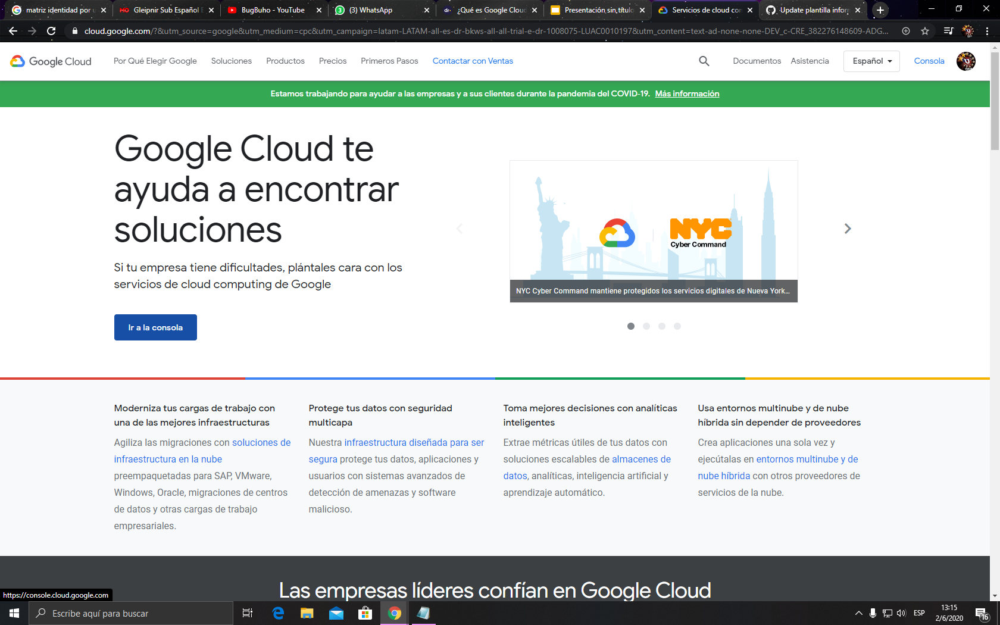 matriz identidad por u
Gleipnir Sub Español E
BugBuho - YouTube
(3) WhatsApp
¿Qué es Google Cloud
Presentación sin título
Servicios de cloud cor
Update plantilla inforr
cloud.google.com/?&utm_source=google&utm_medium=cpc&utm_campaign=latam-LATAM-all-es-dr-bkws-all-all-trial-e-dr-1008075-LUAC0010197&utm_content=text-ad-none-none-DEV_c-CRE_382276148609-ADG...
Google Cloud
Por Qué Elegir Google
Soluciones
Productos
Precios
Primeros Pasos
Contactar con Ventas
Documentos
Asistencia
Español
Consola
Estamos trabajando para ayudar a las empresas y a sus clientes durante la pandemia del COVID-19. Más información
Google Cloud te
ayuda a encontrar
soluciones
Si tu empresa tiene dificultades, plántales cara con los
servicios de cloud computing de Google
Ir a la consola
NYC
Cyber Command
NYC Cyber Command mantiene protegidos los servicios digitales de Nueva York...
Moderniza tus cargas de trabajo con
una de las mejores infraestructuras
Agiliza las migraciones con soluciones de
infraestructura en la nube
preempaquetadas para SAP, VMware,
Windows, Oracle, migraciones de centros
de datos y otras cargas de trabajo
empresariales.
Protege tus datos con seguridad
multicapa
Nuestra infraestructura diseñada para ser
segura protege tus datos, aplicaciones y
usuarios con sistemas avanzados de
detección de amenazas y software
malicioso.
Toma mejores decisiones con analíticas
inteligentes
Extrae métricas útiles de tus datos con
soluciones escalables de almacenes de
datos, analíticas, inteligencia artificial y
aprendizaje automático.
Usa entornos multinube y de nube
híbrida sin depender de proveedores
Crea aplicaciones una sola vez y
ejecútalas en entornos multinube y de
nube híbrida con otros proveedores de
servicios de la nube.
Las empresas líderes confían en Google Cloud
https://console.cloud.google.com
Escribe aquí para buscar
ESP
13:15
2/6/2020
16